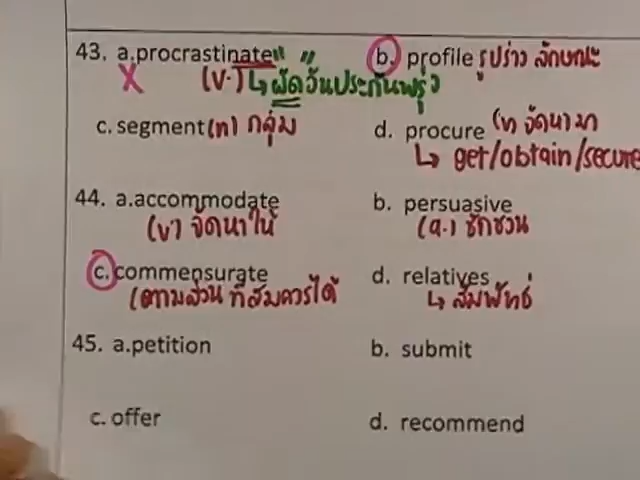 43. a.procrastinate " " b. profile รูปร่าง ลักษณะ
X (v.) ↳ ผัดวันประกันพรุ่ง
c. segment (n) กลุ่ม d. procure (v) จัดหามา
↳ get/obtain/secure
44. a.accommodate b. persuasive
(v) จัดหาให้ (a.) ชักชวน
c. commensurate d. relatives
(ตามส่วน ที่สมควรได้ ↳ สัมพัทธ์
45. a.petition b. submit
c. offer d. recommend